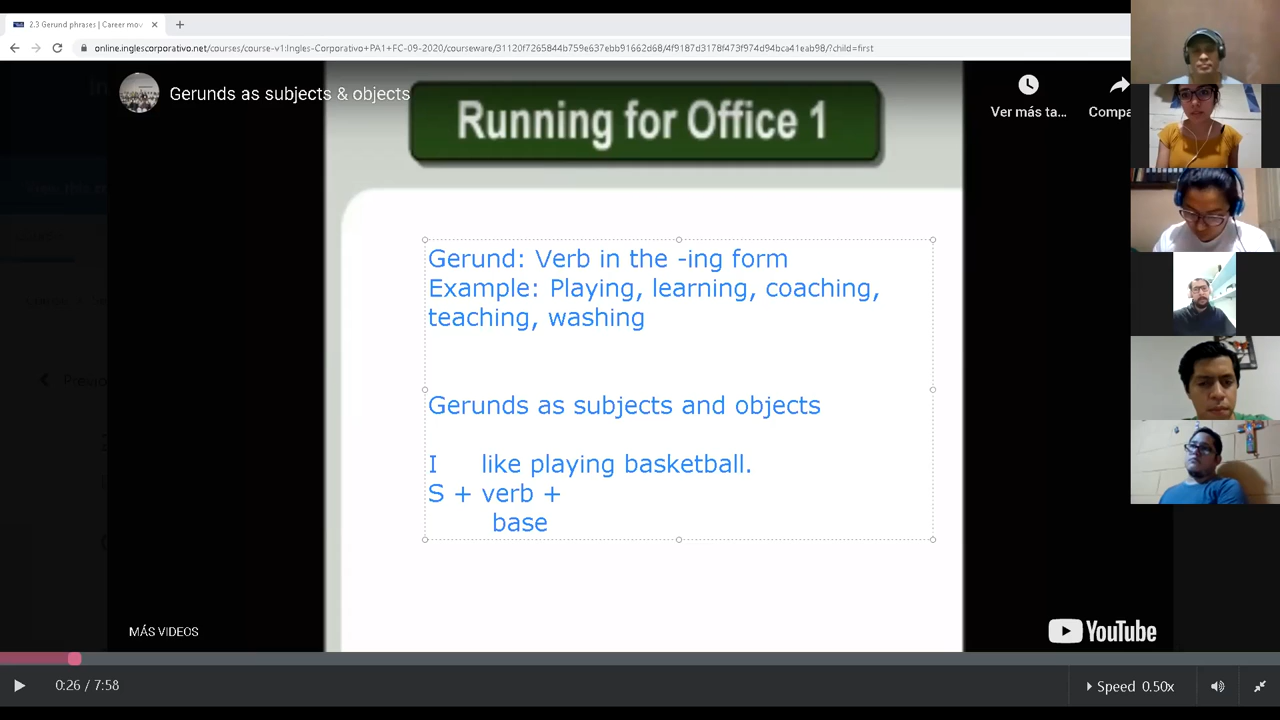 2.3 Gerund phrases | Career mov
online.inglescorporativo.net/courses/course-v1:Ingles-Corporativo+PA1+FC-09-2020/courseware/31120f7265844b759e637ebb91662d68/4f9187d3178f473f974d94bca41eab98/?child=first
Gerunds as subjects & objects
Running for Office 1
Ver más ta...
Compa
Gerund: Verb in the -ing form
Example: Playing, learning, coaching,
teaching, washing
Gerunds as subjects and objects
I like playing basketball.
S + verb +
base
MÁS VIDEOS
YouTube
0:26 / 7:58
Speed 0.50x